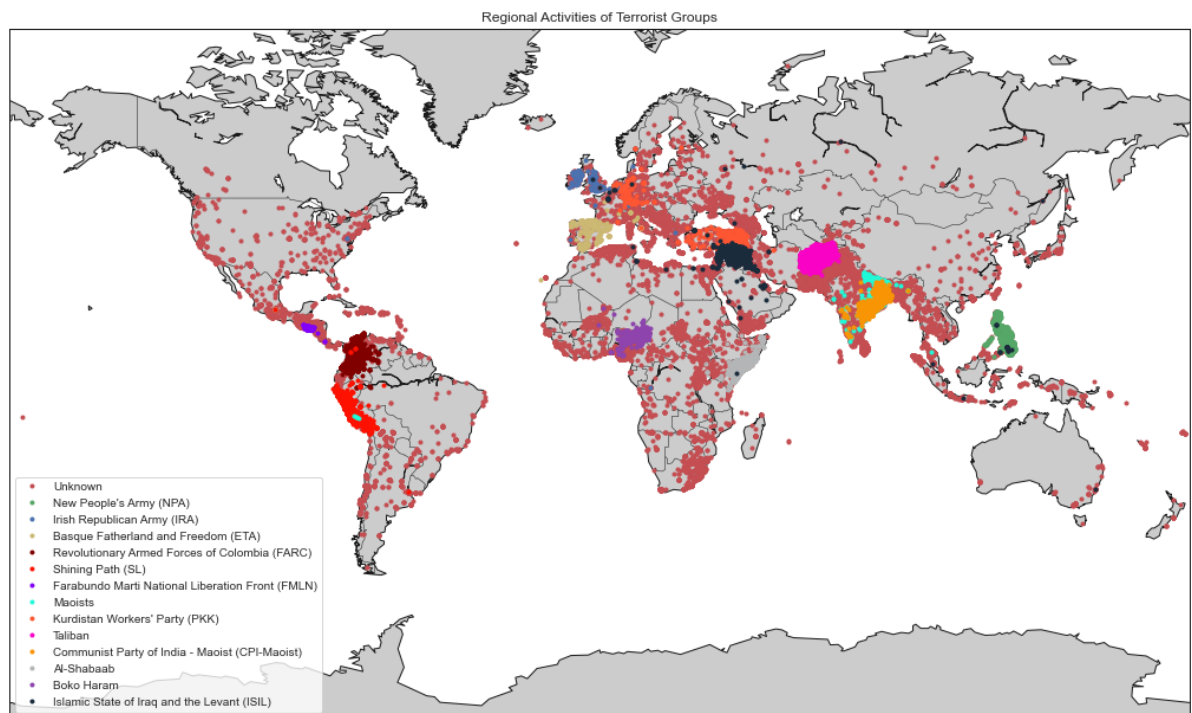 Regional Activities of Terrorist Groups
Unknown
New People's Army (NPA)
Irish Republican Army (IRA)
Basque Fatherland and Freedom (ETA)
Revolutionary Armed Forces of Colombia (FARC)
Shining Path (SL)
Farabundo Marti National Liberation Front (FMLN)
Maoists
Kurdistan Workers' Party (PKK)
Taliban
Communist Party of India - Maoist (CPI-Maoist)
Al-Shabaab
Boko Haram
Islamic State of Iraq and the Levant (ISIL)